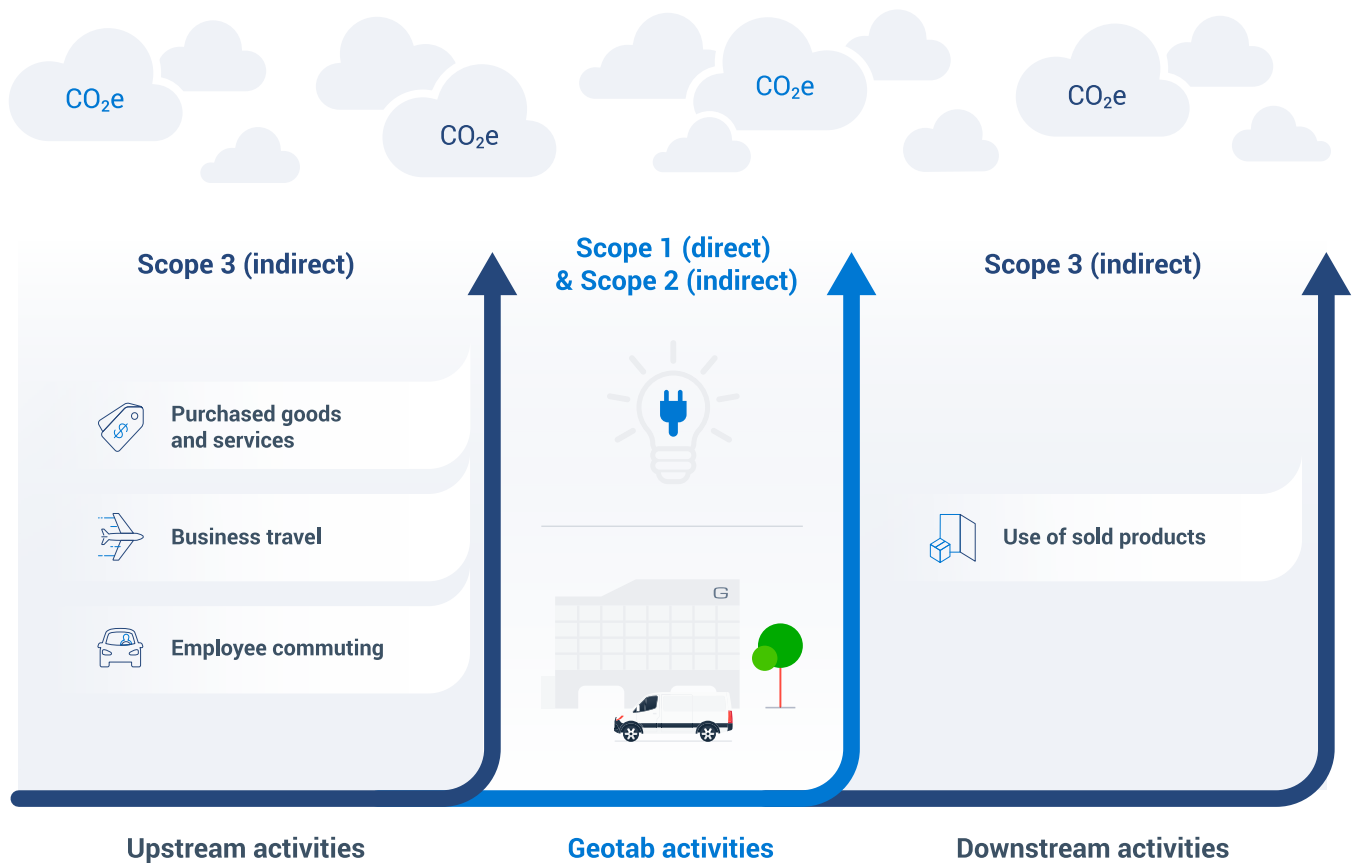 CO₂e
CO₂e
CO₂e
CO₂e
Scope 3 (indirect)
Scope 1 (direct)
& Scope 2 (indirect)
Scope 3 (indirect)
Purchased goods
and services
Business travel
Employee commuting
G
Use of sold products
Upstream activities
Geotab activities
Downstream activities